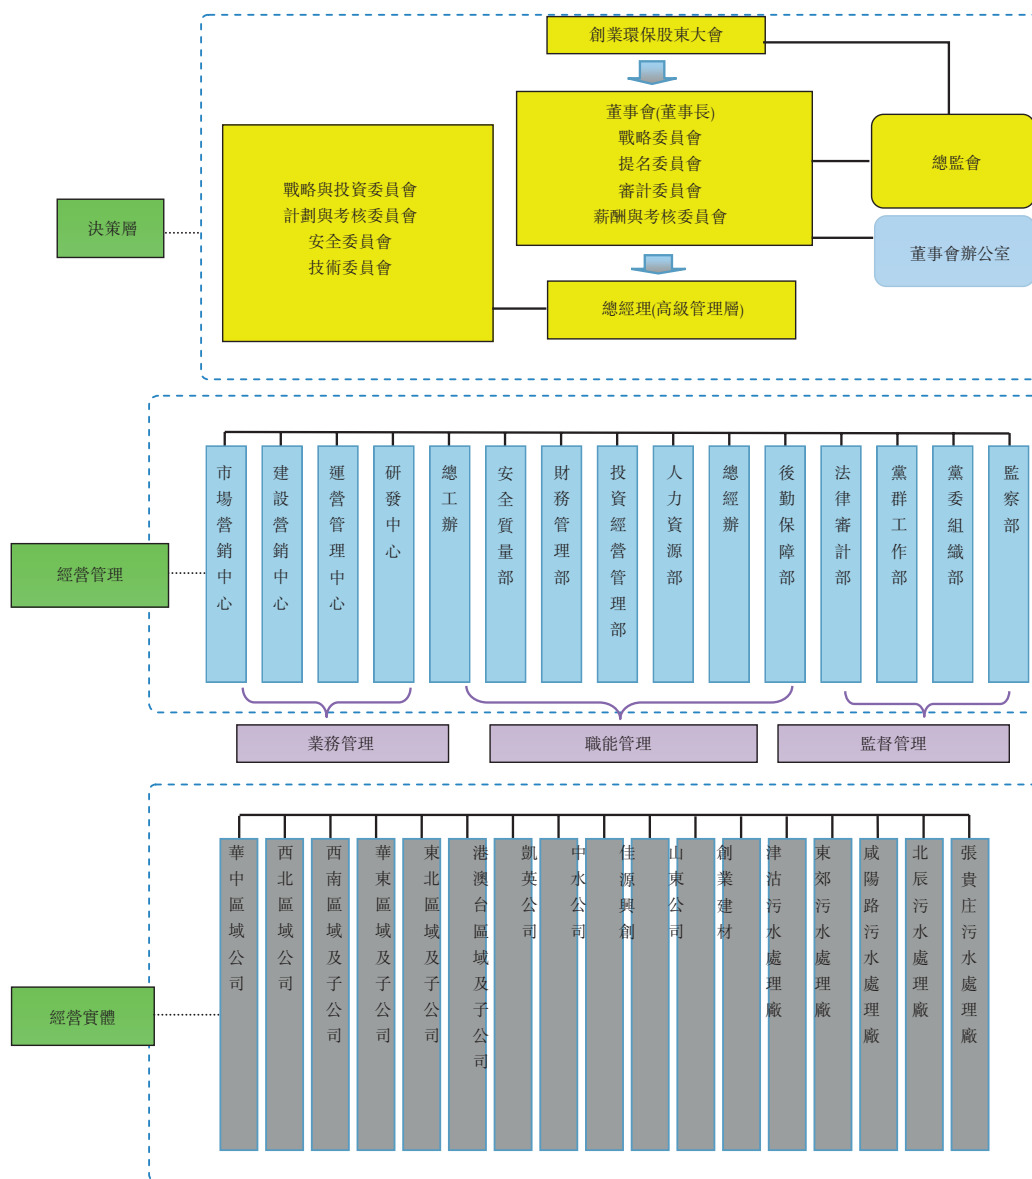 創業環保股東大會
董事會(董事長)
戰略委員會
提名委員會
審計委員會
薪酬與考核委員會
總監會
戰略與投資委員會
計劃與考核委員會
安全委員會
技術委員會
決策層
董事會辦公室
總經理(高級管理層)
市場營銷中心
建設營銷中心
運營管理中心
研發中心
總工辦
安全質量部
財務管理部
投資經營管理部
人力資源部
總經辦
後勤保障部
法律審計部
黨群工作部
黨委組織部
監察部
經營管理
業務管理
職能管理
監督管理
華中區域公司
西北區域公司
西南區域及子公司
華東區域及子公司
東北區域及子公司
港澳台區域及子公司
凱英公司
中水公司
佳源興創
山東公司
創業建材
津沽污水處理廠
東郊污水處理廠
咸陽路污水處理廠
北辰污水處理廠
張貴庄污水處理廠
經營實體